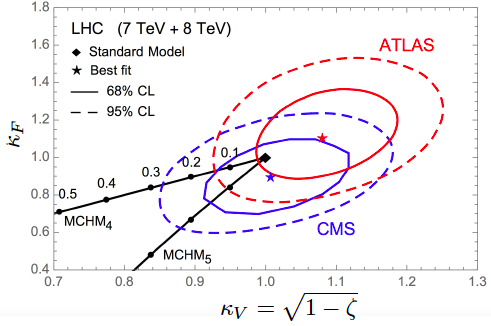 1.8
1.6
1.4
1.2
1.0
0.8
0.6
0.4
κ_F
LHC (7 TeV + 8 TeV)
Standard Model
Best fit
68% CL
95% CL
ATLAS
CMS
0.5
0.4
0.3
0.2
0.1
MCHM₄
MCHM₅
0.7 0.8 0.9 1.0 1.1 1.2 1.3
κ_V = √(1 − ζ)